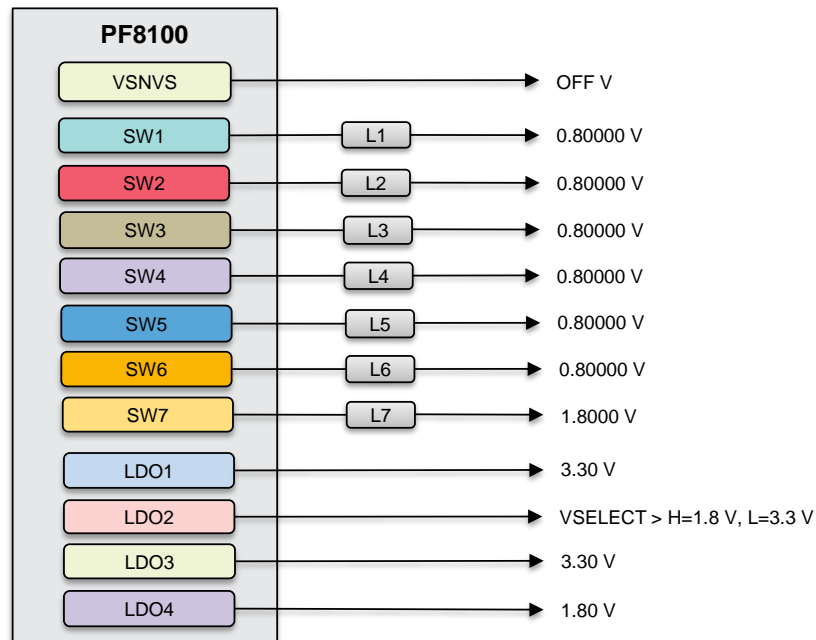 PF8100
VSNVS OFF V
SW1 L1 0.80000 V
SW2 L2 0.80000 V
SW3 L3 0.80000 V
SW4 L4 0.80000 V
SW5 L5 0.80000 V
SW6 L6 0.80000 V
SW7 L7 1.8000 V
LDO1 3.30 V
LDO2 VSELECT > H=1.8 V, L=3.3 V
LDO3 3.30 V
LDO4 1.80 V